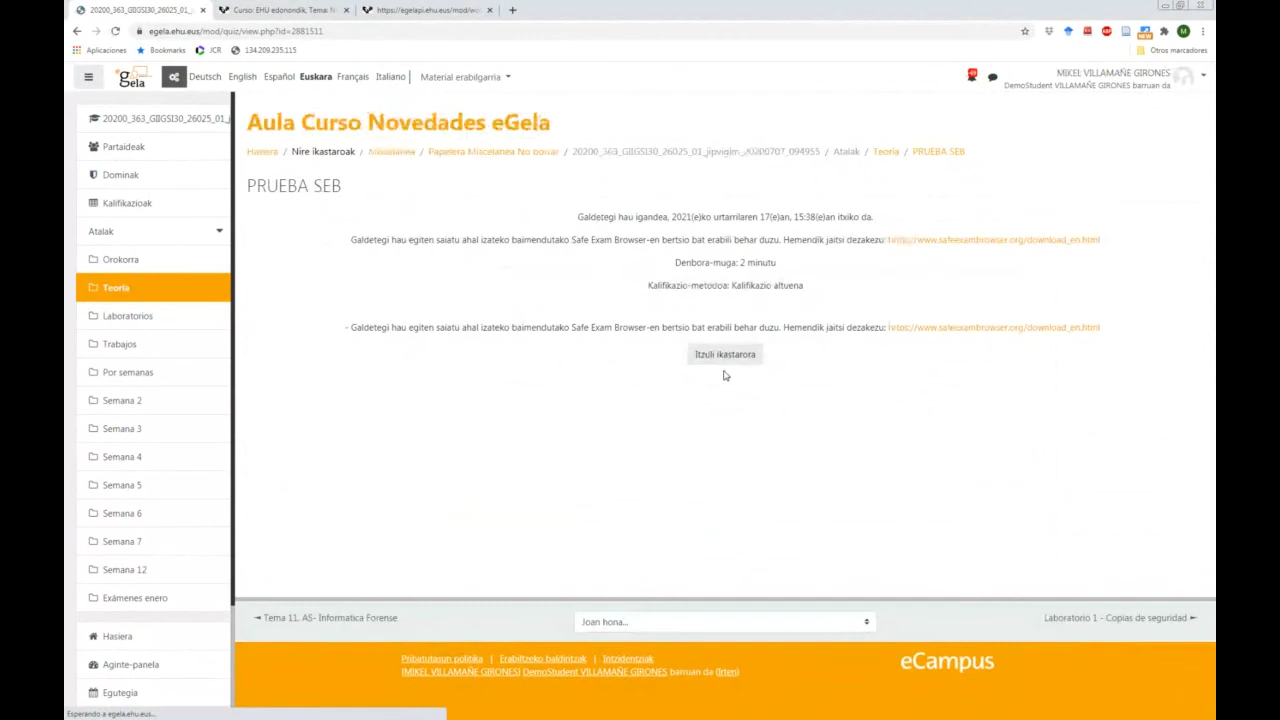 20200_363_GIIGSI30_26025_01_j
Curso: EHU edonondik, Tema: N
https://egelapi.ehu.eus/mod/wo
egela.ehu.eus/mod/quiz/view.php?id=2881511
Aplicaciones
Bookmarks
JCR
134.209.235.115
Otros marcadores
egela
Deutsch English Español Euskara Français Italiano
Material erabilgarria
MIKEL VILLAMAÑE GIRONES
DemoStudent VILLAMAÑE GIRONES barruan da
20200_363_GIIGSI30_26025_01_j
Partaideak
Dominak
Kalifikazioak
Atalak
Orokorra
Teoría
Laboratorios
Trabajos
Por semanas
Semana 2
Semana 3
Semana 4
Semana 5
Semana 6
Semana 7
Semana 12
Exámenes enero
Hasiera
Aginte-panela
Egutegia
Aula Curso Novedades eGela
Hasiera / Nire ikastaroak / Miscelanea / Papelera Miscelanea No borrar / 20200_363_GIIGSI30_26025_01_jipvigim_20200707_094955 / Atalak / Teoría / PRUEBA SEB
PRUEBA SEB
Galdetegi hau igandea, 2021(e)ko urtarrilaren 17(e)an, 15:38(e)an itxiko da.
Galdetegi hau egiten saiatu ahal izateko baimendutako Safe Exam Browser-en bertsio bat erabili behar duzu. Hemendik jaitsi dezakezu: https://www.safeexambrowser.org/download_en.html
Denbora-muga: 2 minutu
Kalifikazio-metodoa: Kalifikazio altuena
- Galdetegi hau egiten saiatu ahal izateko baimendutako Safe Exam Browser-en bertsio bat erabili behar duzu. Hemendik jaitsi dezakezu: https://www.safeexambrowser.org/download_en.html
Itzuli ikastarora
◄ Tema 11. AS- Informatica Forense
Joan hona...
Laboratorio 1 - Copias de seguridad ►
Pribatutasun politika | Erabiltzeko baldintzak | Intzidentziak
(MIKEL VILLAMAÑE GIRONES) DemoStudent VILLAMAÑE GIRONES barruan da (Irten)
eCampus
Esperando a egela.ehu.eus...